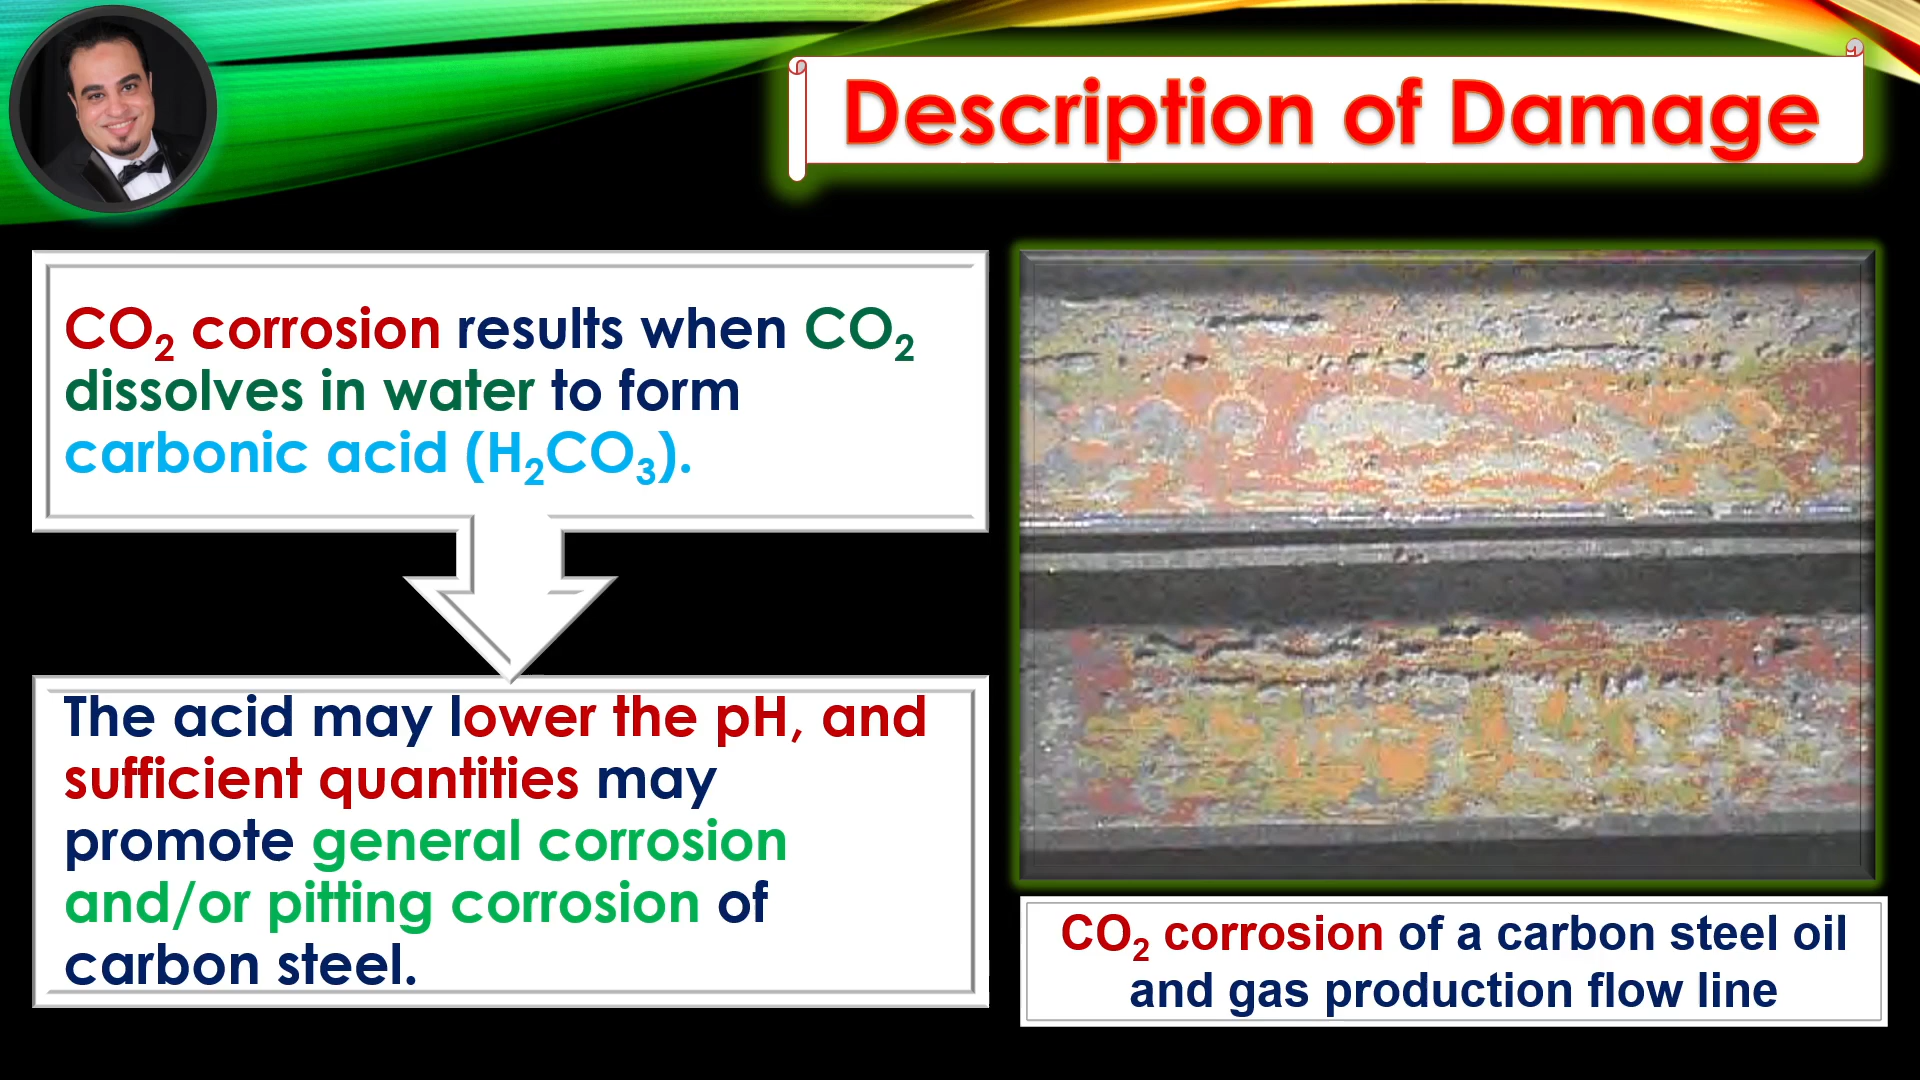 Description of Damage
CO₂ corrosion results when CO₂
dissolves in water to form
carbonic acid (H₂CO₃).
The acid may lower the pH, and
sufficient quantities may
promote general corrosion
and/or pitting corrosion of
carbon steel.
CO₂ corrosion of a carbon steel oil
and gas production flow line